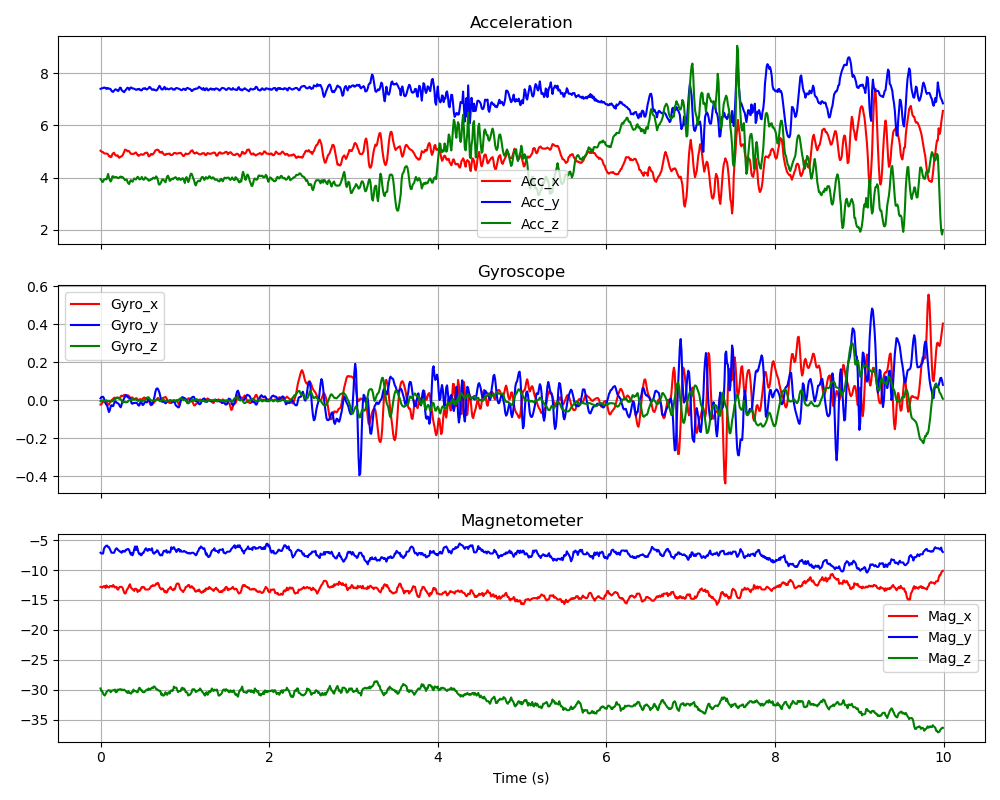 Acceleration
8
6
4
2
Acc_x
Acc_y
Acc_z
Gyroscope
0.6
0.4
0.2
0.0
−0.2
−0.4
Gyro_x
Gyro_y
Gyro_z
Magnetometer
−5
−10
−15
−20
−25
−30
−35
Mag_x
Mag_y
Mag_z
0 2 4 6 8 10
Time (s)